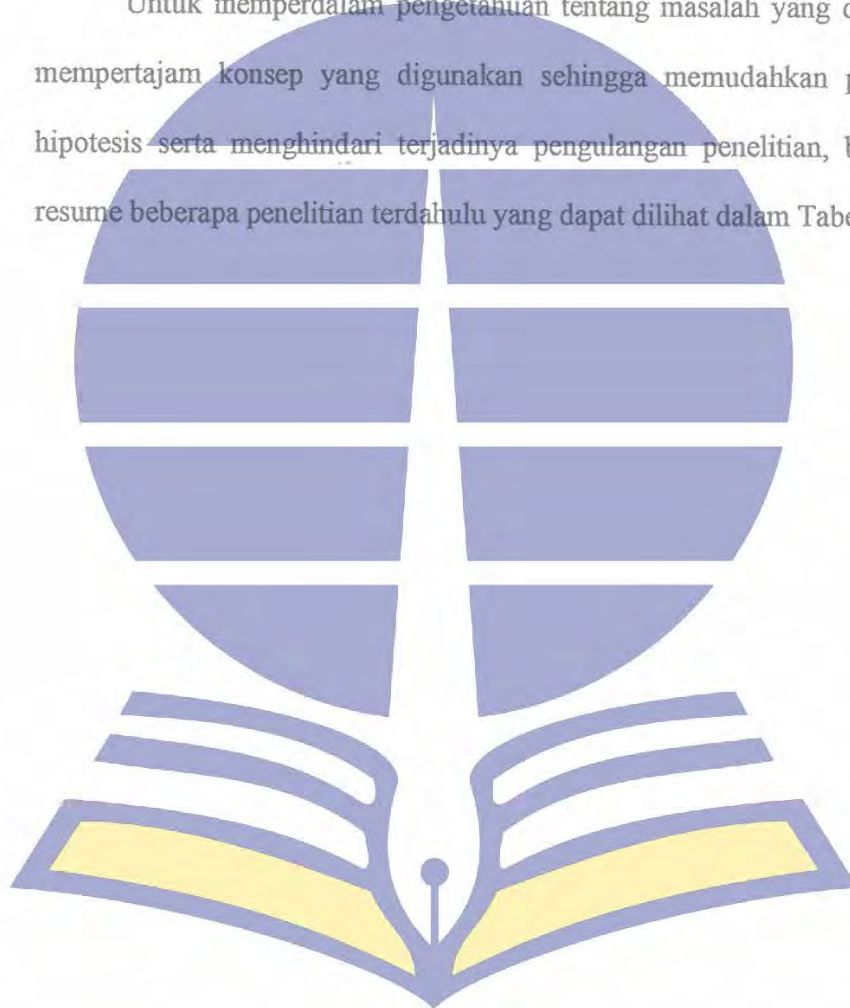 Untuk memperdalam pengetahuan tentang masalah yang
mempertajam konsep yang digunakan sehingga memudahkan
hipotesis serta menghindari terjadinya pengulangan penelitian,
resume beberapa penelitian terdahulu yang dapat dilihat dalam Tabe